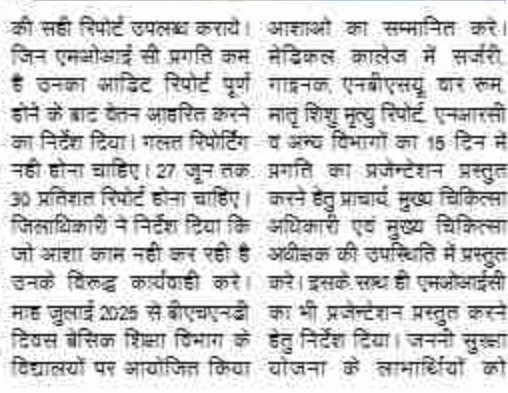 की सही रिपोर्ट उपलब्ध कराये।
जिन एमओआई सी प्रगति कम
है उनका आडिट रिपोर्ट पूर्ण
होने के बाद वेतन आहरित करने
का निर्देश दिया। गलत रिपोर्टिंग
नही होना चाहिए। 27 जून तक
30 प्रतिशत रिपोर्ट होना चाहिए।
जिलाधिकारी ने निर्देश दिया कि
जो आशा काम नही कर रही है
उनके विरूद्ध कार्यवाही करे।
माह जुलाई 2025 से बीएचएनडी
दिवस बेसिक शिक्षा विभाग के
विद्यालयों पर आयोजित किया
आशाओ का सम्मानित करे।
मेडिकल कालेज में सर्जरी,
गाइनक, एनबीएसयू, वार रूम,
मातृ शिशु मृत्यु रिपोर्ट, एनआरसी
व अन्य विभागों का 15 दिन में
प्रगति का प्रजेन्टेशन प्रस्तुत
करने हेतु प्राचार्य, मुख्य चिकित्सा
अधिकारी एवं मुख्य चिकित्सा
अधीक्षक की उपस्थिति में प्रस्तुत
करे। इसके साथ ही एमओआईसी
का भी प्रजेन्टेशन प्रस्तुत करने
हेतु निर्देश दिया। जननी सुरक्षा
योजना के लाभार्थियों को